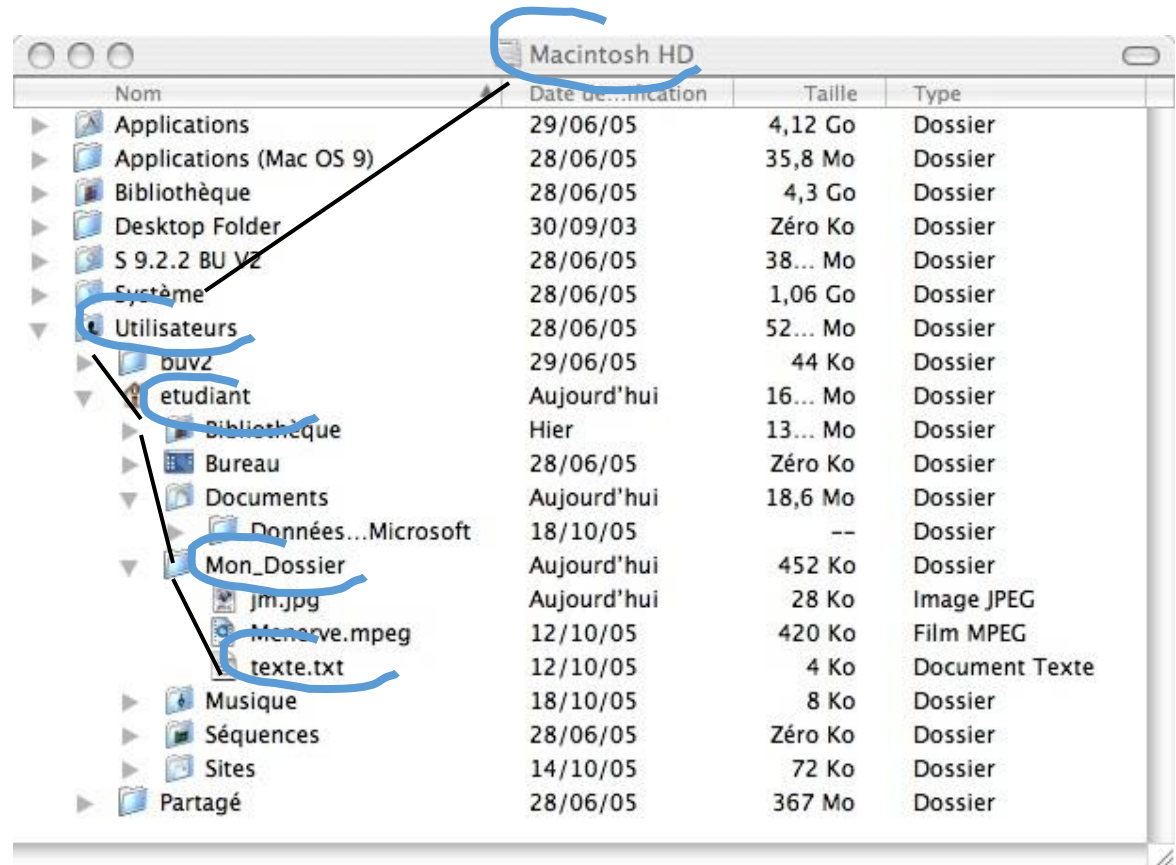 Macintosh HD
Nom Date de...ification Taille Type
Applications 29/06/05 4,12 Go Dossier
Applications (Mac OS 9) 28/06/05 35,8 Mo Dossier
Bibliothèque 28/06/05 4,3 Go Dossier
Desktop Folder 30/09/03 Zéro Ko Dossier
S 9.2.2 BU V2 28/06/05 38... Mo Dossier
Système 28/06/05 1,06 Go Dossier
Utilisateurs 28/06/05 52... Mo Dossier
buv2 29/06/05 44 Ko Dossier
etudiant Aujourd'hui 16... Mo Dossier
Bibliothèque Hier 13... Mo Dossier
Bureau 28/06/05 Zéro Ko Dossier
Documents Aujourd'hui 18,6 Mo Dossier
Données...Microsoft 18/10/05 -- Dossier
Mon_Dossier Aujourd'hui 452 Ko Dossier
jm.jpg Aujourd'hui 28 Ko Image JPEG
Menerve.mpeg 12/10/05 420 Ko Film MPEG
texte.txt 12/10/05 4 Ko Document Texte
Musique 18/10/05 8 Ko Dossier
Séquences 28/06/05 Zéro Ko Dossier
Sites 14/10/05 72 Ko Dossier
Partagé 28/06/05 367 Mo Dossier